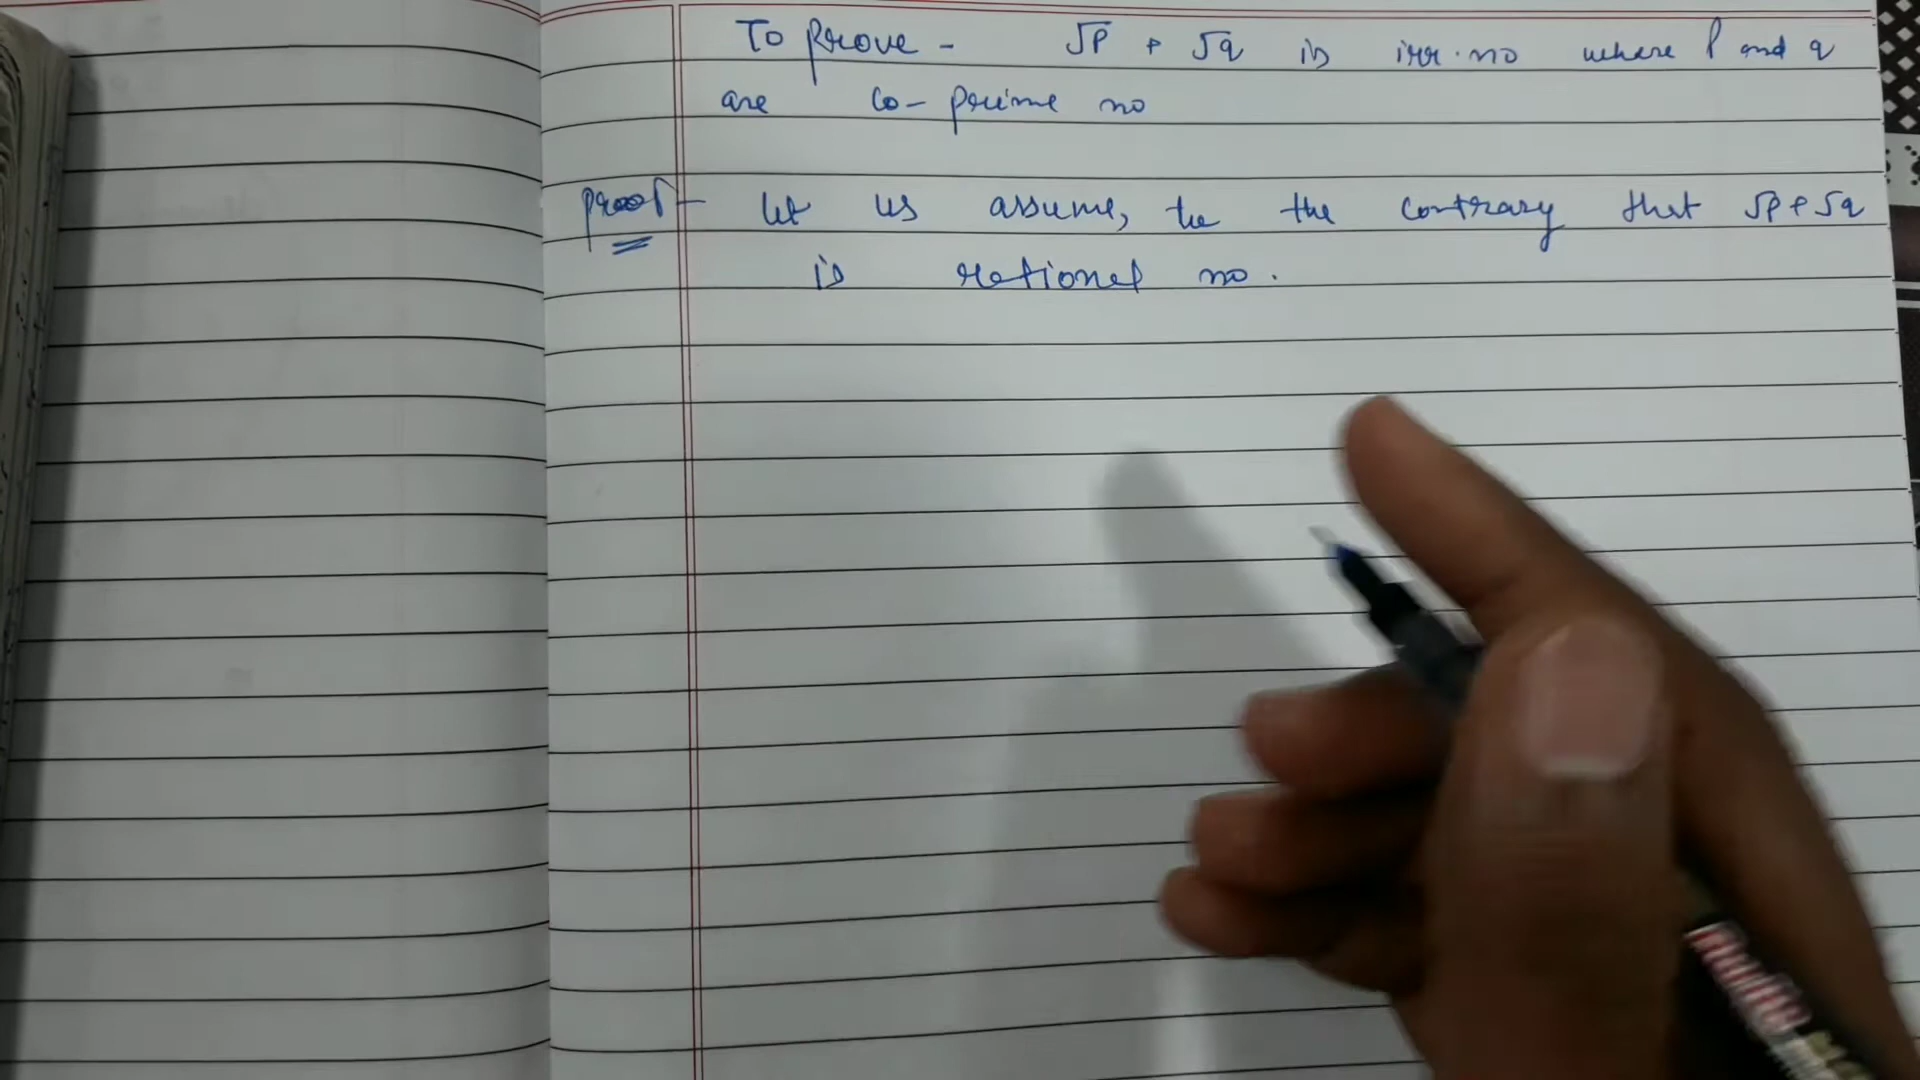 To Prove - √p + √q is irr. no where P and q
are co-prime no
Proof - let us assume, to the contrary that √p + √q
is rational no.